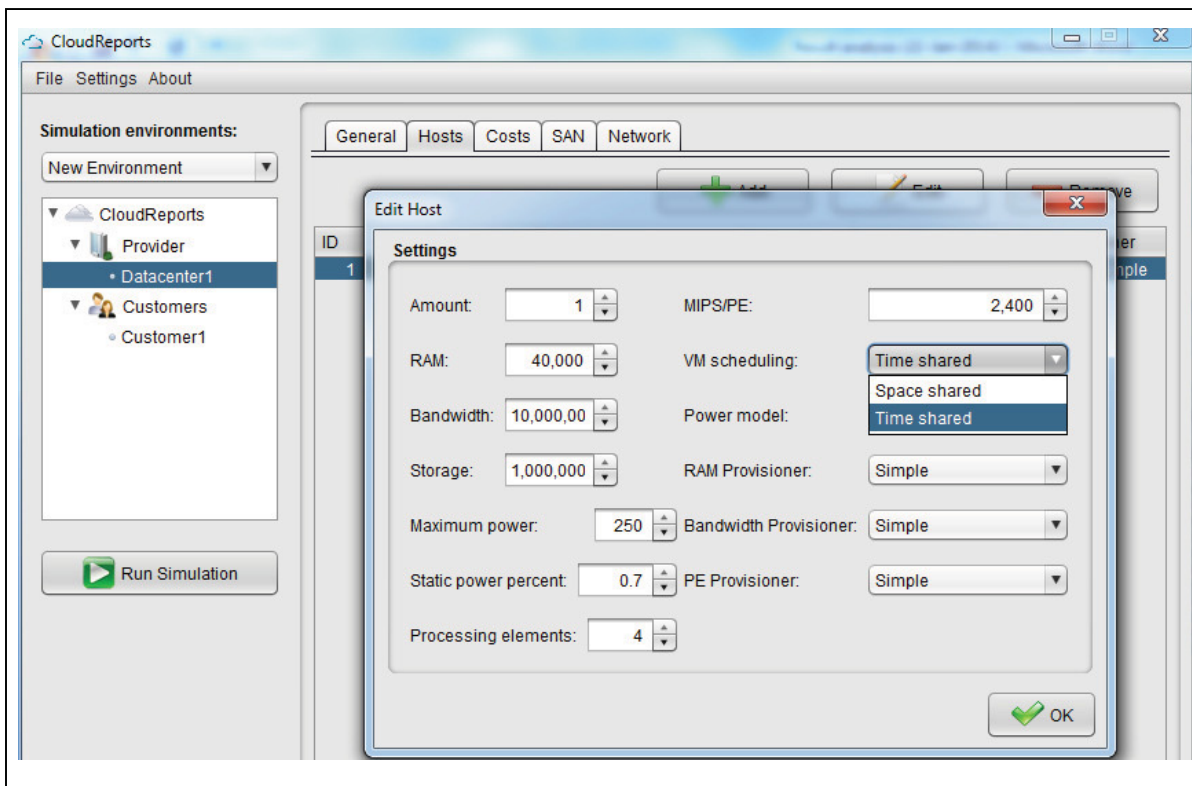 CloudReports
File Settings About
Simulation environments:
New Environment
CloudReports
Provider
• Datacenter1
Customers
Customer1
Run Simulation
General Hosts Costs SAN Network
Add Edit Remove
ID
1
Edit Host
Settings
Amount: 1 MIPS/PE: 2,400
RAM: 40,000 VM scheduling: Time shared
Space shared
Bandwidth: 10,000,00 Power model: Time shared
Storage: 1,000,000 RAM Provisioner: Simple
Maximum power: 250 Bandwidth Provisioner: Simple
Static power percent: 0.7 PE Provisioner: Simple
Processing elements: 4
OK